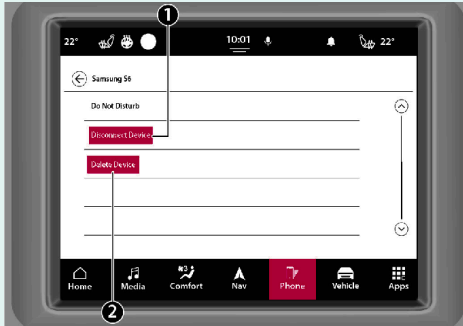 1
22° 10:01 22°
Samsung S6
Do Not Disturb
Disconnect Device
Delete Device
Home Media Comfort Nav Phone Vehicle Apps
2